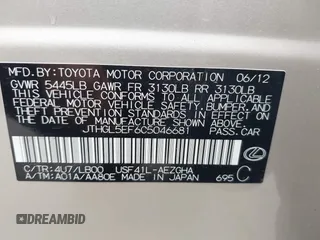 MFD. BY: TOYOTA MOTOR CORPORATION 06/12
GVWR 5445LB GAWR FR 3130LB RR 3130LB
THIS VEHICLE CONFORMS TO ALL APPLICABLE
FEDERAL MOTOR VEHICLE SAFETY, BUMPER, AND
THEFT PREVENTION STANDARDS IN EFFECT ON
THE DATE OF MANUFACTURE SHOWN ABOVE.
JTHGL5EF6C5046681 PASS. CAR
C/TR: 4U7/LB00 USF41L-AEZGHA
A/TM: A01A/AA80E MADE IN JAPAN 695 C